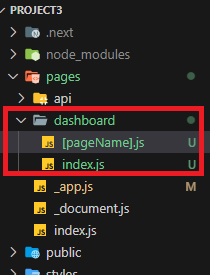 PROJECT3
.next
node_modules
pages
api
dashboard
[pageName].js U
index.js U
_app.js M
_document.js
index.js
public
styles